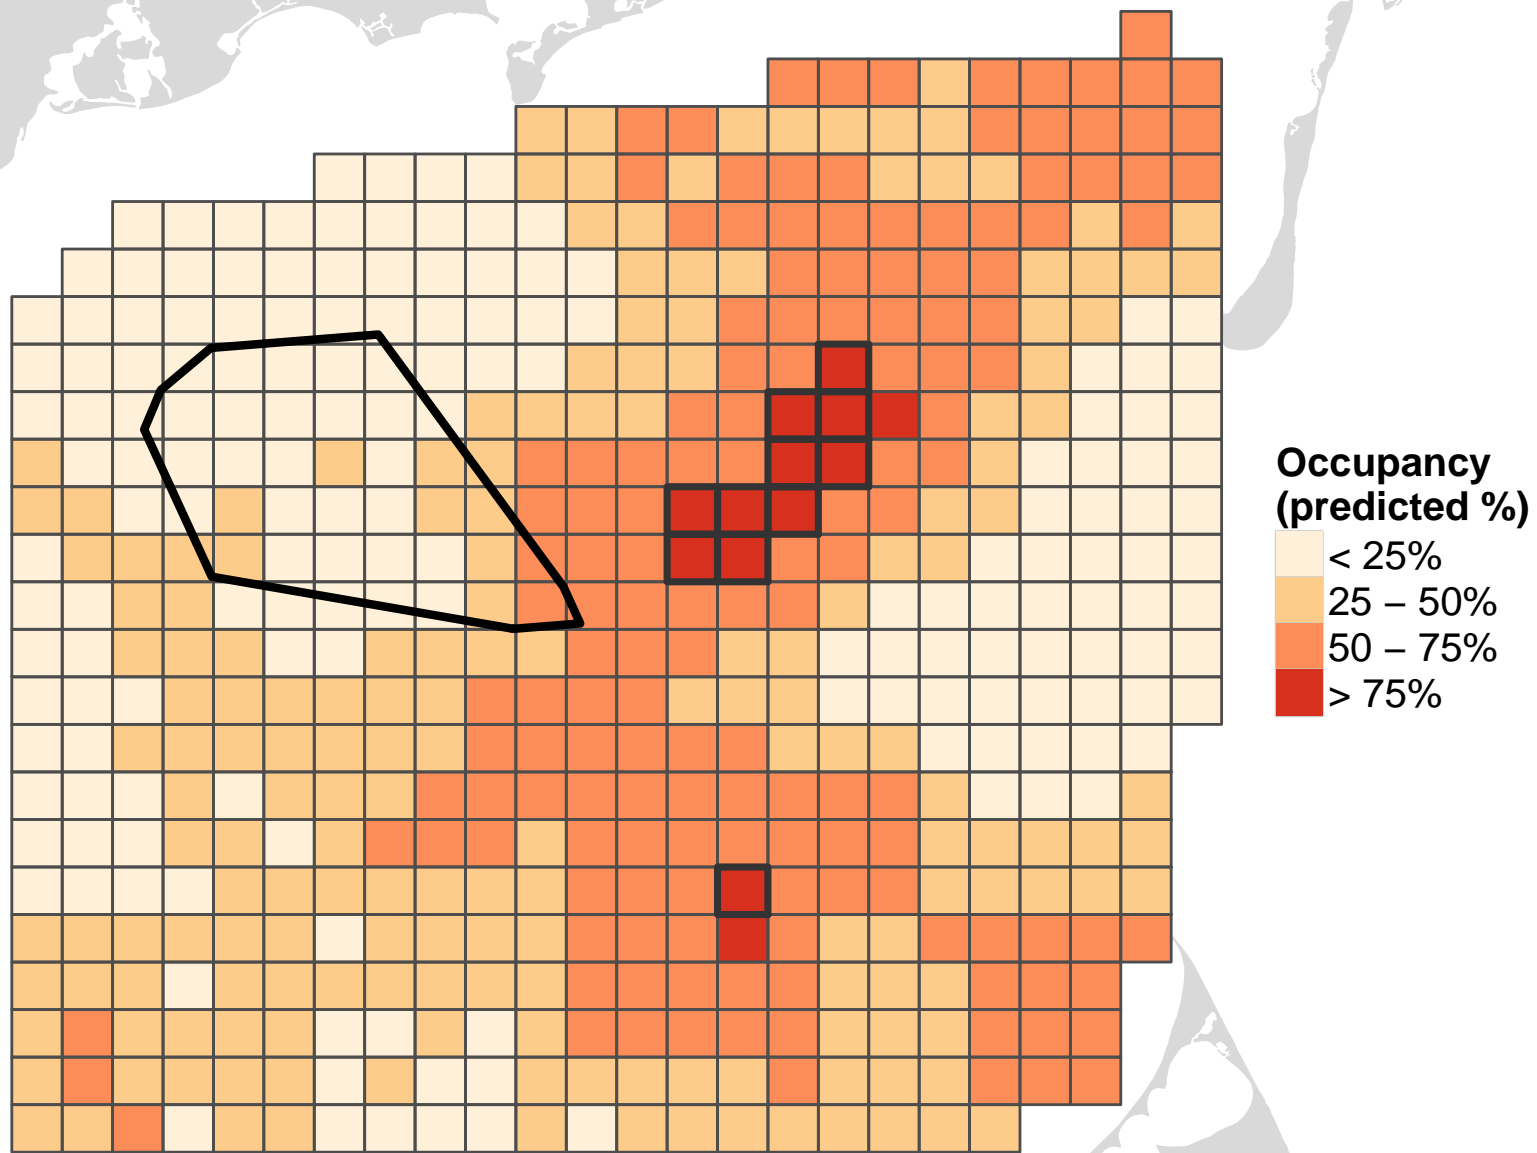 Occupancy
(predicted %)
< 25%
25 – 50%
50 – 75%
> 75%